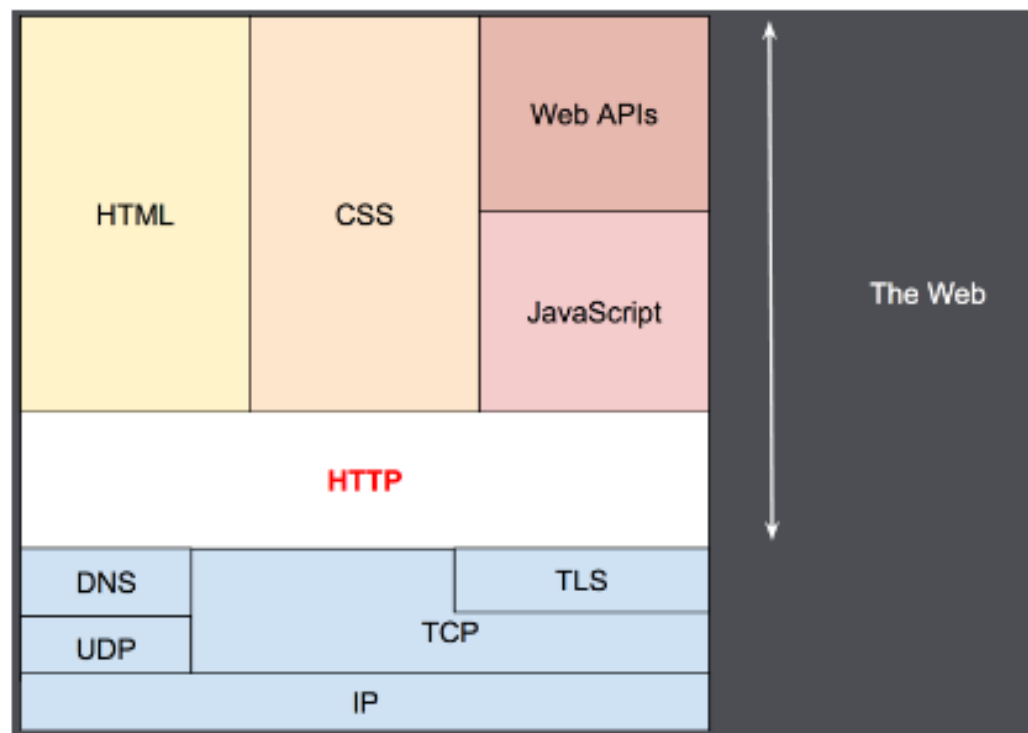 Web APIs
HTML
CSS
JavaScript
The Web
HTTP
DNS
TLS
UDP
TCP
IP